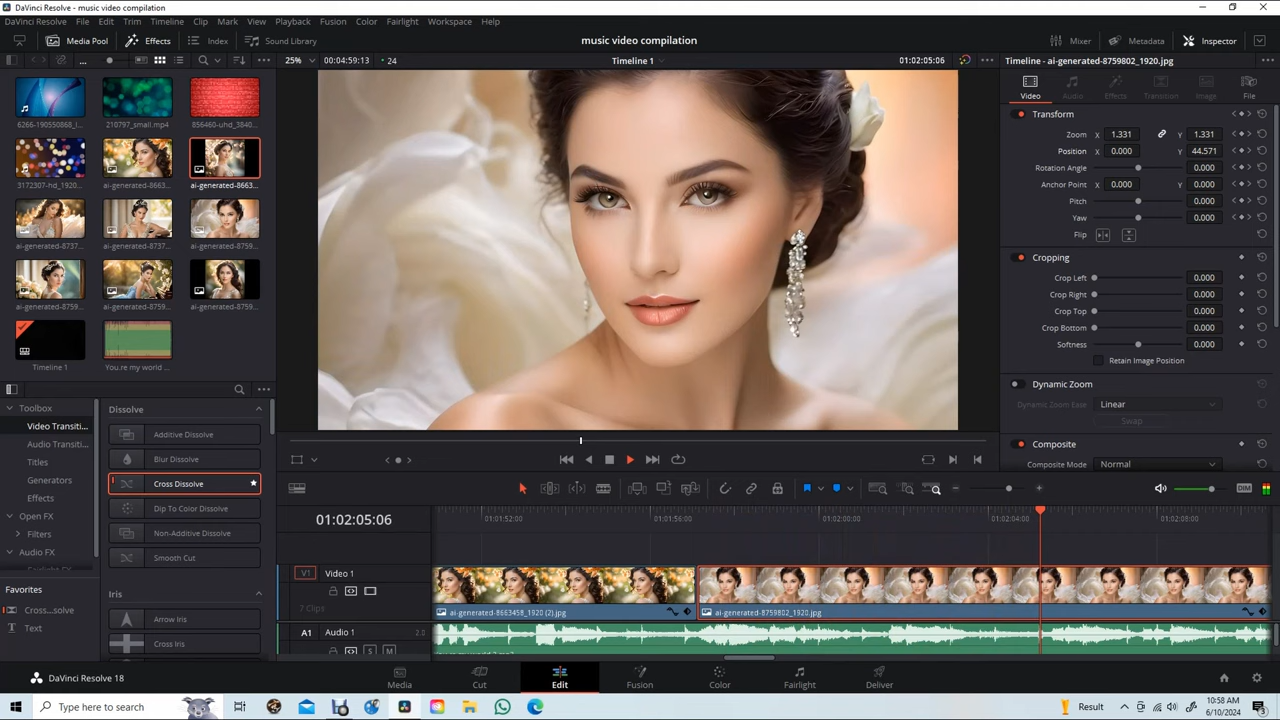 DaVinci Resolve - music video compilation
DaVinci Resolve File Edit Trim Timeline Clip Mark View Playback Fusion Color Fairlight Workspace Help
Media Pool Effects Index Sound Library music video compilation Mixer Metadata Inspector
... 25% 00:04:59:13 24 Timeline 1 01:02:05:06 Timeline - ai-generated-8759802_1920.jpg
Video Audio Effects Transition Image File
6266-190550868_l... 210797_small.mp4 856460-uhd_3840...
3172307-hd_1920... ai-generated-8663... ai-generated-8663...
ai-generated-8737... ai-generated-8737... ai-generated-8759...
ai-generated-8759... ai-generated-8759... ai-generated-8759...
Timeline 1 You.re my world ...
Transform
Zoom X 1.331 Y 1.331
Position X 0.000 Y 44.571
Rotation Angle 0.000
Anchor Point X 0.000 Y 0.000
Pitch 0.000
Yaw 0.000
Flip
Cropping
Crop Left 0.000
Crop Right 0.000
Crop Top 0.000
Crop Bottom 0.000
Softness 0.000
Retain Image Position
Dynamic Zoom
Dynamic Zoom Ease Linear
Swap
Composite
Composite Mode Normal
Toolbox
Video Transiti...
Audio Transiti...
Titles
Generators
Effects
Open FX
Filters
Audio FX
Favorites
Cross...solve
Text
Dissolve
Additive Dissolve
Blur Dissolve
Cross Dissolve
Dip To Color Dissolve
Non-Additive Dissolve
Smooth Cut
Iris
Arrow Iris
Cross Iris
DIM
01:02:05:06 01:01:52:00 01:01:56:00 01:02:00:00 01:02:04:00 01:02:08:00
V1 Video 1
7 Clips
ai-generated-8663458_1920 (2).jpg ai-generated-8759802_1920.jpg
A1 Audio 1 2.0
S M
DaVinci Resolve 18 Media Cut Edit Fusion Color Fairlight Deliver
Type here to search Result 10:58 AM
6/10/2024 3